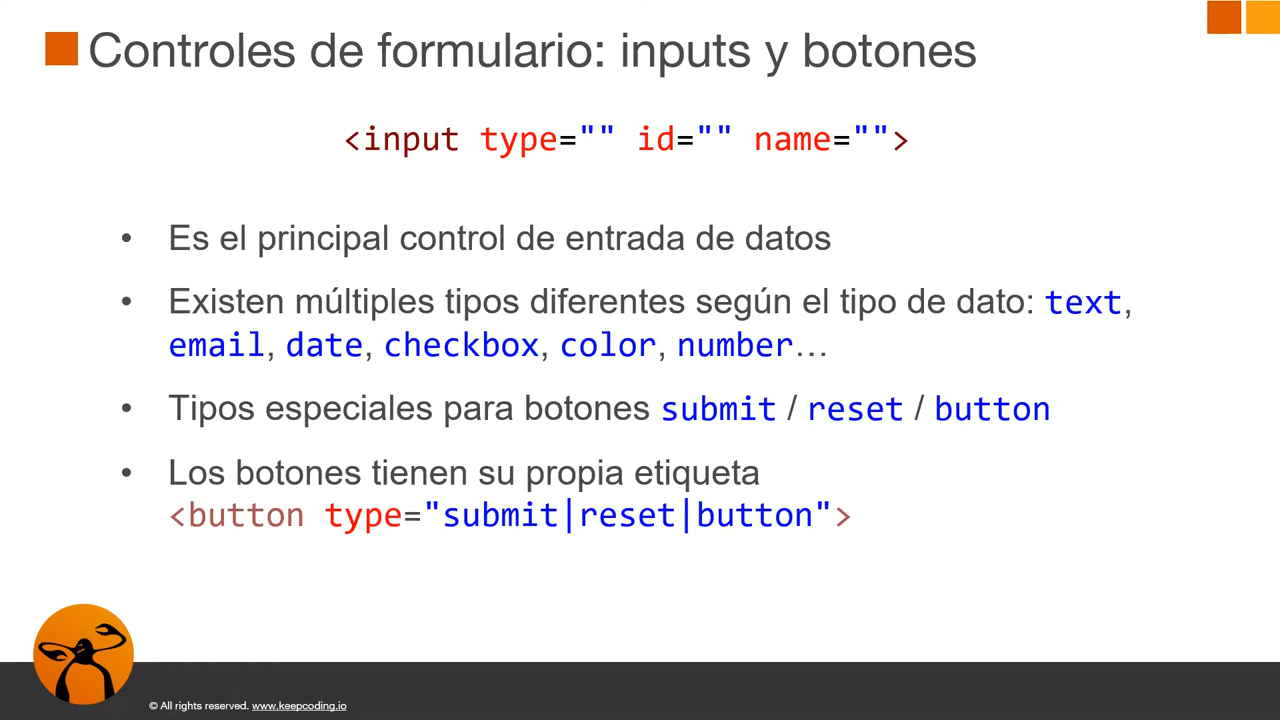 Controles de formulario: inputs y botones
<input type="" id="" name="">
• Es el principal control de entrada de datos
• Existen múltiples tipos diferentes según el tipo de dato: text,
email, date, checkbox, color, number…
• Tipos especiales para botones submit / reset / button
• Los botones tienen su propia etiqueta
<button type="submit|reset|button">
© All rights reserved. www.keepcoding.io